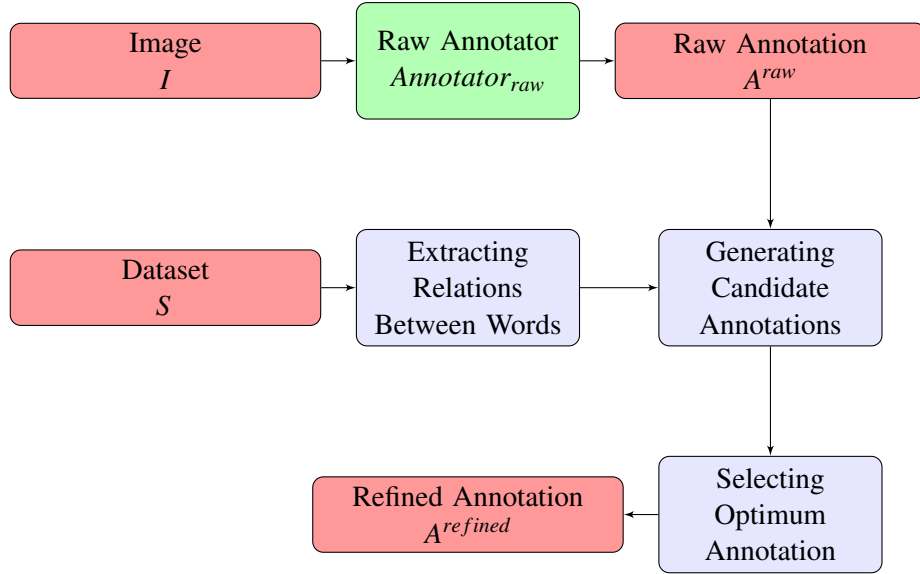 Image
I
Raw Annotator
Annotator_raw
Raw Annotation
A^raw
Dataset
S
Extracting
Relations
Between Words
Generating
Candidate
Annotations
Refined Annotation
A^refined
Selecting
Optimum
Annotation